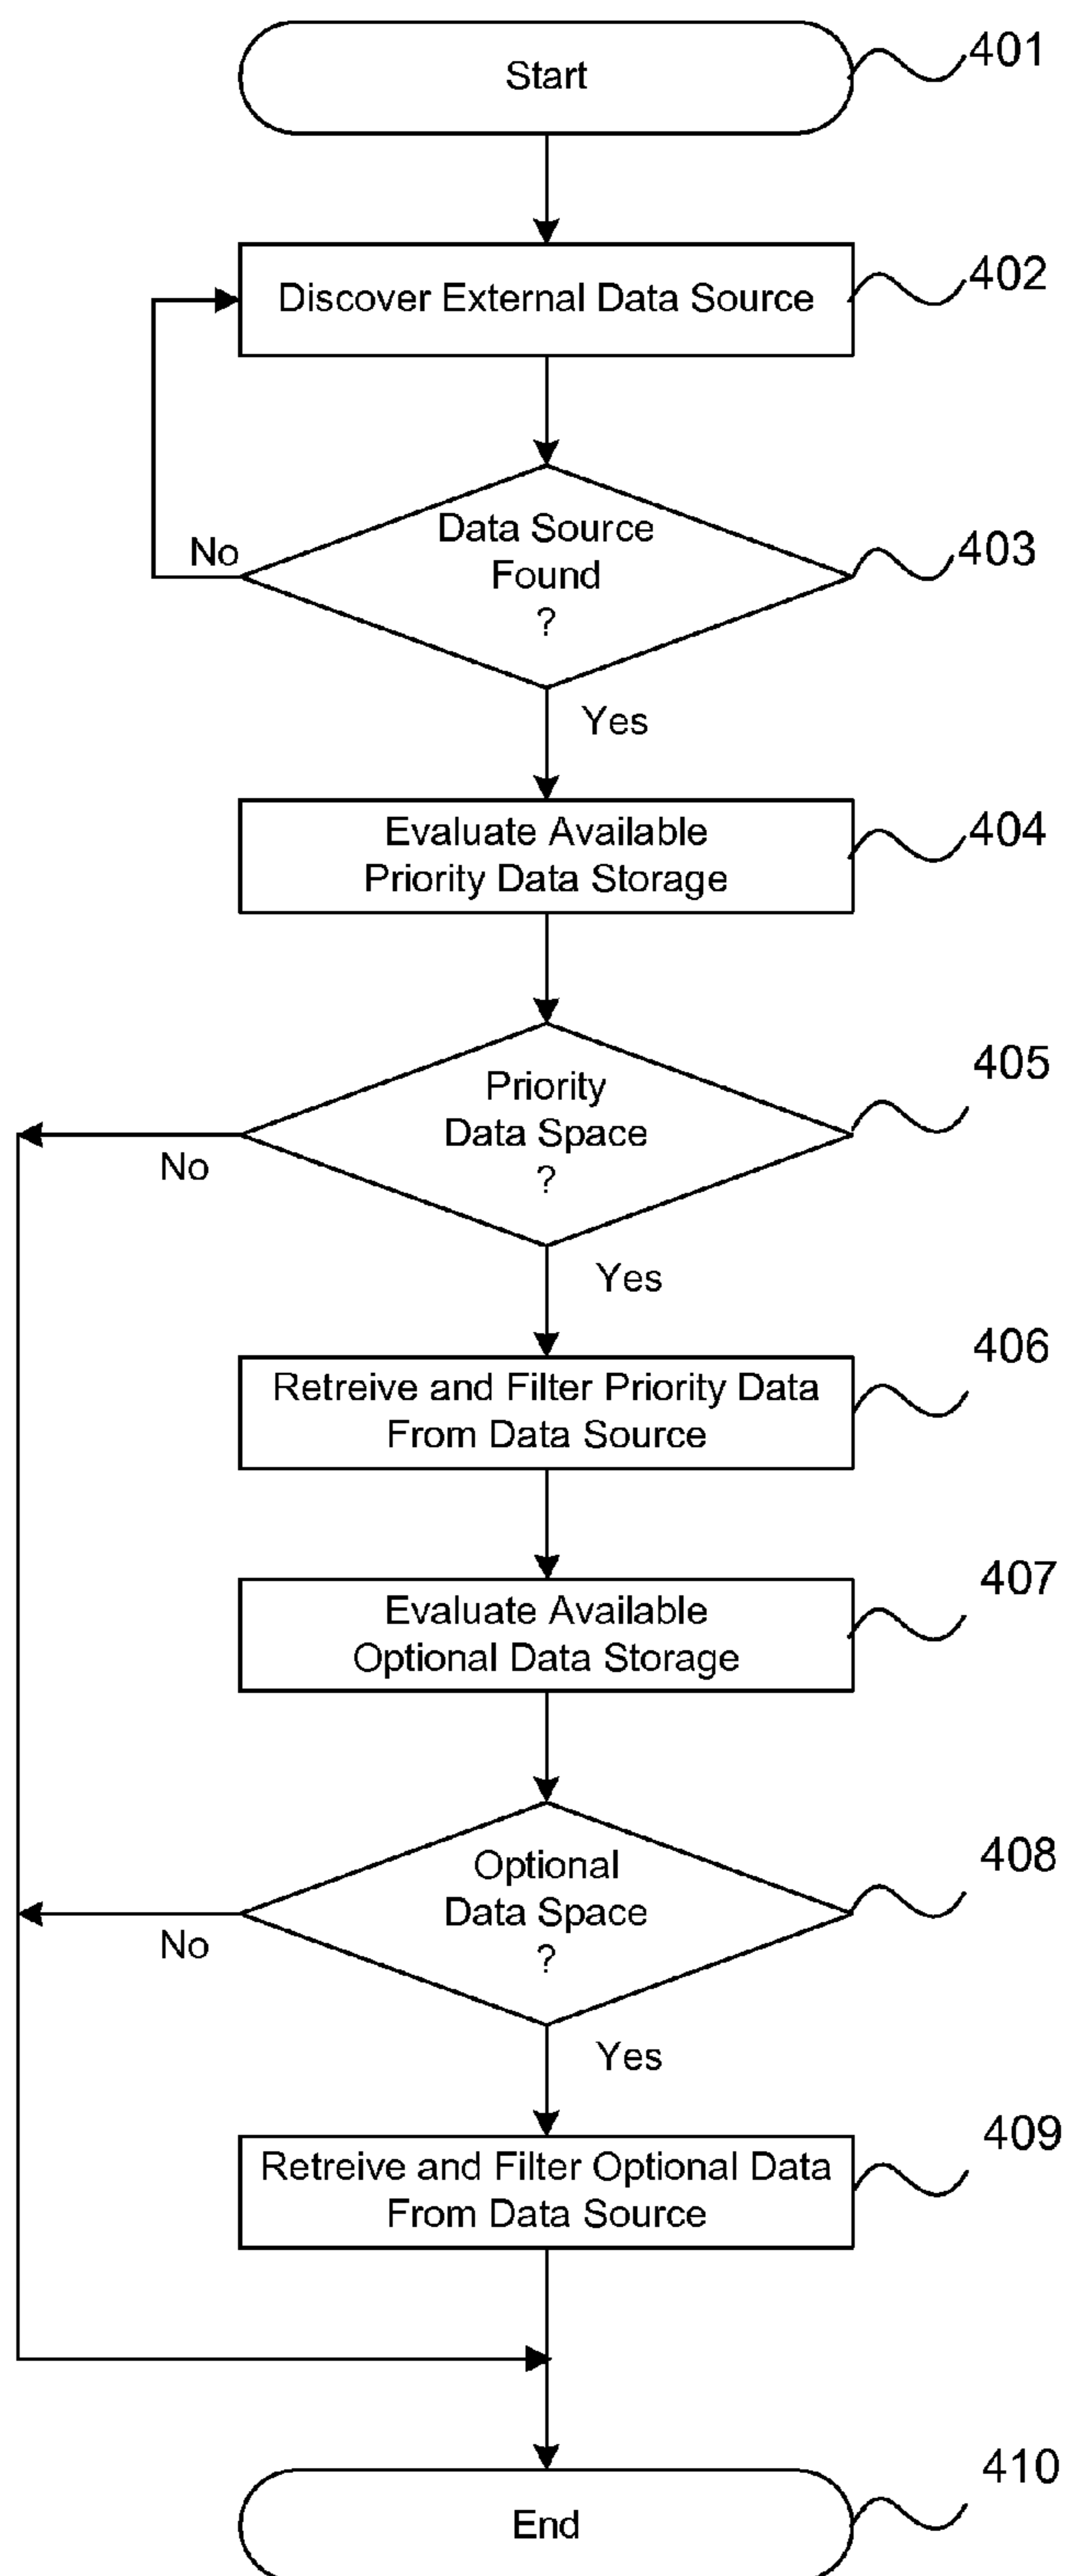 Start
401
Discover External Data Source
402
Data Source
Found
?
403
No
Yes
Evaluate Available
Priority Data Storage
404
Priority
Data Space
?
405
No
Yes
Retreive and Filter Priority Data
From Data Source
406
Evaluate Available
Optional Data Storage
407
Optional
Data Space
?
408
No
Yes
Retreive and Filter Optional Data
From Data Source
409
End
410